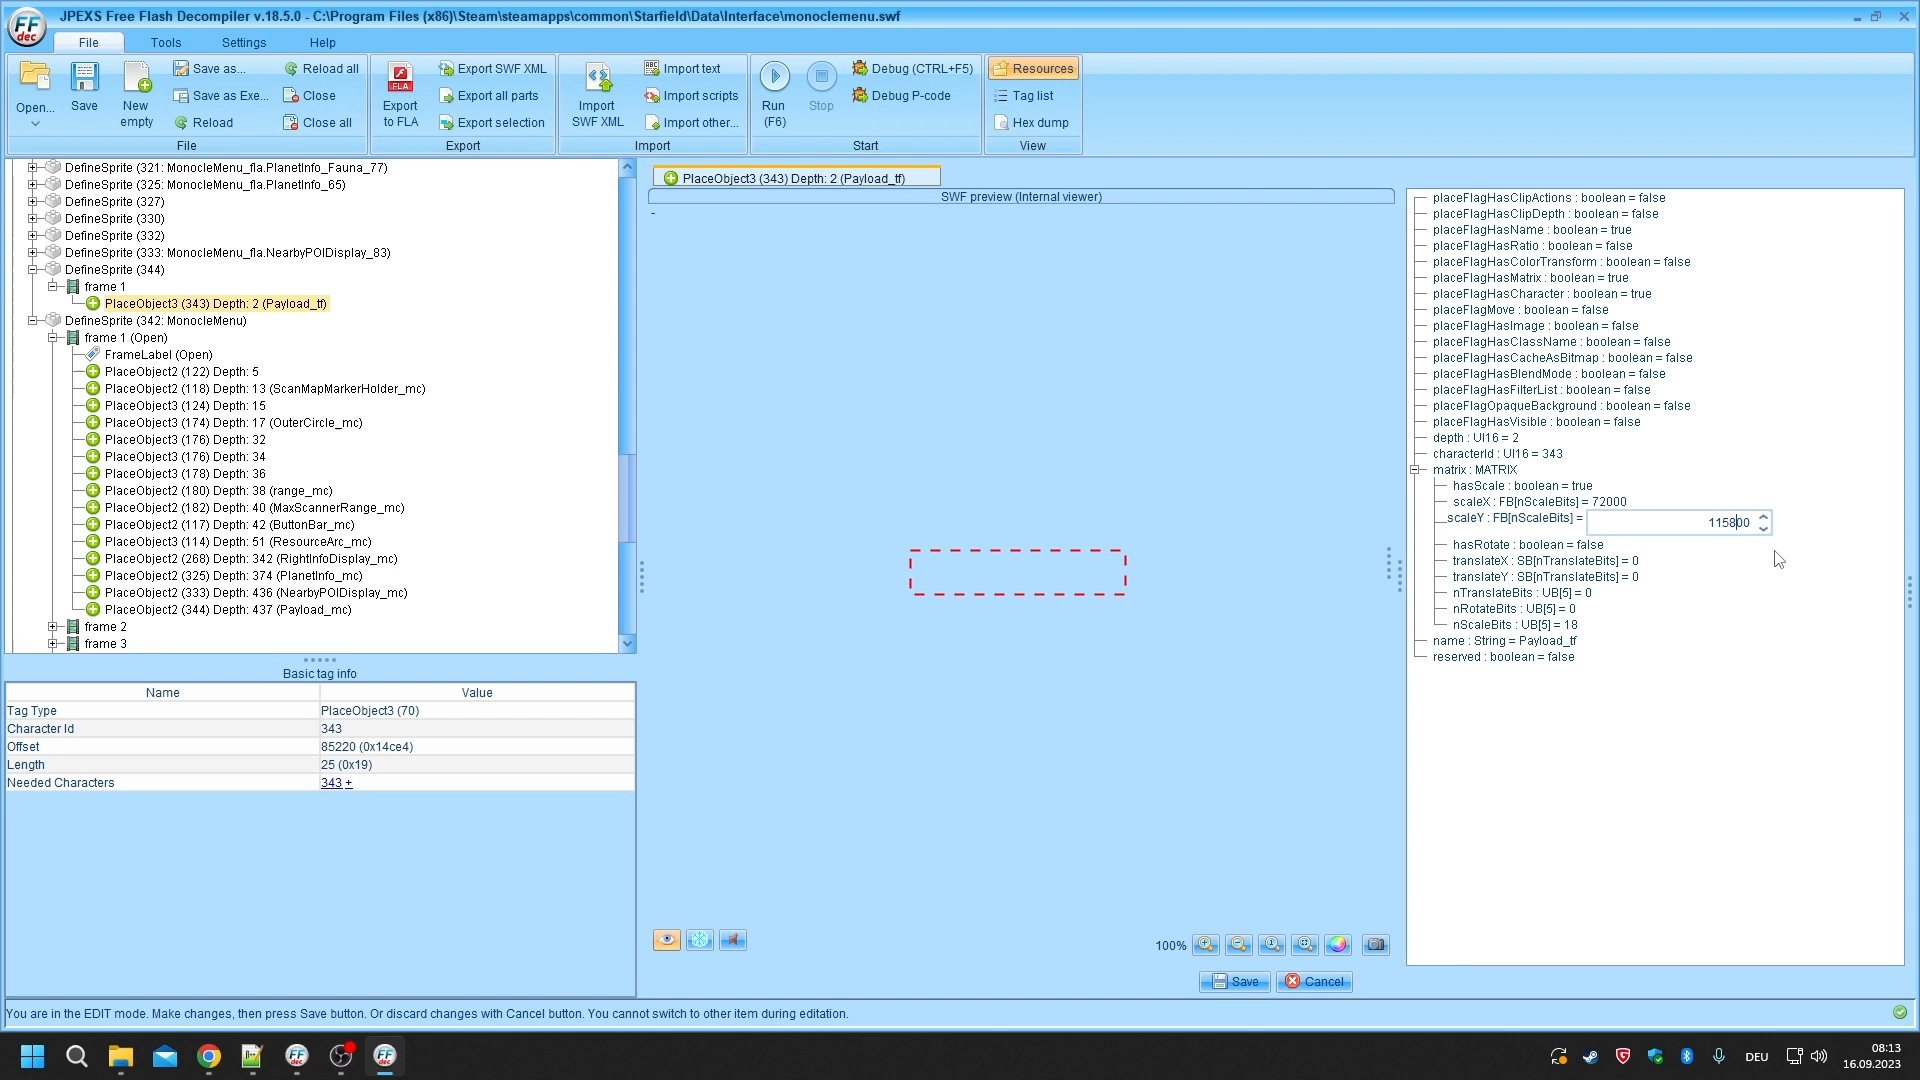 JPEXS Free Flash Decompiler v.18.5.0 - C:\Program Files (x86)\Steam\steamapps\common\Starfield\Data\Interface\monoclemenu.swf
FF
dec
File
Tools
Settings
Help
Open...
Save
New
empty
Save as...
Save as Exe...
Reload
Reload all
Close
Close all
File
FLA
Export
to FLA
Export SWF XML
Export all parts
Export selection
Export
Import
SWF XML
Import text
Import scripts
Import other...
Import
Run
(F6)
Stop
Debug (CTRL+F5)
Debug P-code
Start
Resources
Tag list
Hex dump
View
DefineSprite (321: MonocleMenu_fla.PlanetInfo_Fauna_77)
DefineSprite (325: MonocleMenu_fla.PlanetInfo_65)
DefineSprite (327)
DefineSprite (330)
DefineSprite (332)
DefineSprite (333: MonocleMenu_fla.NearbyPOIDisplay_83)
DefineSprite (344)
frame 1
PlaceObject3 (343) Depth: 2 (Payload_tf)
DefineSprite (342: MonocleMenu)
frame 1 (Open)
FrameLabel (Open)
PlaceObject2 (122) Depth: 5
PlaceObject2 (118) Depth: 13 (ScanMapMarkerHolder_mc)
PlaceObject3 (124) Depth: 15
PlaceObject3 (174) Depth: 17 (OuterCircle_mc)
PlaceObject3 (176) Depth: 32
PlaceObject3 (176) Depth: 34
PlaceObject3 (178) Depth: 36
PlaceObject2 (180) Depth: 38 (range_mc)
PlaceObject2 (182) Depth: 40 (MaxScannerRange_mc)
PlaceObject2 (117) Depth: 42 (ButtonBar_mc)
PlaceObject3 (114) Depth: 51 (ResourceArc_mc)
PlaceObject2 (268) Depth: 342 (RightInfoDisplay_mc)
PlaceObject2 (325) Depth: 374 (PlanetInfo_mc)
PlaceObject2 (333) Depth: 436 (NearbyPOIDisplay_mc)
PlaceObject2 (344) Depth: 437 (Payload_mc)
frame 2
frame 3
Basic tag info
Name Value
Tag Type PlaceObject3 (70)
Character Id 343
Offset 85220 (0x14ce4)
Length 25 (0x19)
Needed Characters 343 +
PlaceObject3 (343) Depth: 2 (Payload_tf)
SWF preview (Internal viewer)
-
100%
Save
Cancel
placeFlagHasClipActions : boolean = false
placeFlagHasClipDepth : boolean = false
placeFlagHasName : boolean = true
placeFlagHasRatio : boolean = false
placeFlagHasColorTransform : boolean = false
placeFlagHasMatrix : boolean = true
placeFlagHasCharacter : boolean = true
placeFlagMove : boolean = false
placeFlagHasImage : boolean = false
placeFlagHasClassName : boolean = false
placeFlagHasCacheAsBitmap : boolean = false
placeFlagHasBlendMode : boolean = false
placeFlagHasFilterList : boolean = false
placeFlagOpaqueBackground : boolean = false
placeFlagHasVisible : boolean = false
depth : UI16 = 2
characterId : UI16 = 343
matrix : MATRIX
hasScale : boolean = true
scaleX : FB[nScaleBits] = 72000
scaleY : FB[nScaleBits] = 115800
hasRotate : boolean = false
translateX : SB[nTranslateBits] = 0
translateY : SB[nTranslateBits] = 0
nTranslateBits : UB[5] = 0
nRotateBits : UB[5] = 0
nScaleBits : UB[5] = 18
name : String = Payload_tf
reserved : boolean = false
You are in the EDIT mode. Make changes, then press Save button. Or discard changes with Cancel button. You cannot switch to other item during editation.
DEU
08:13
16.09.2023